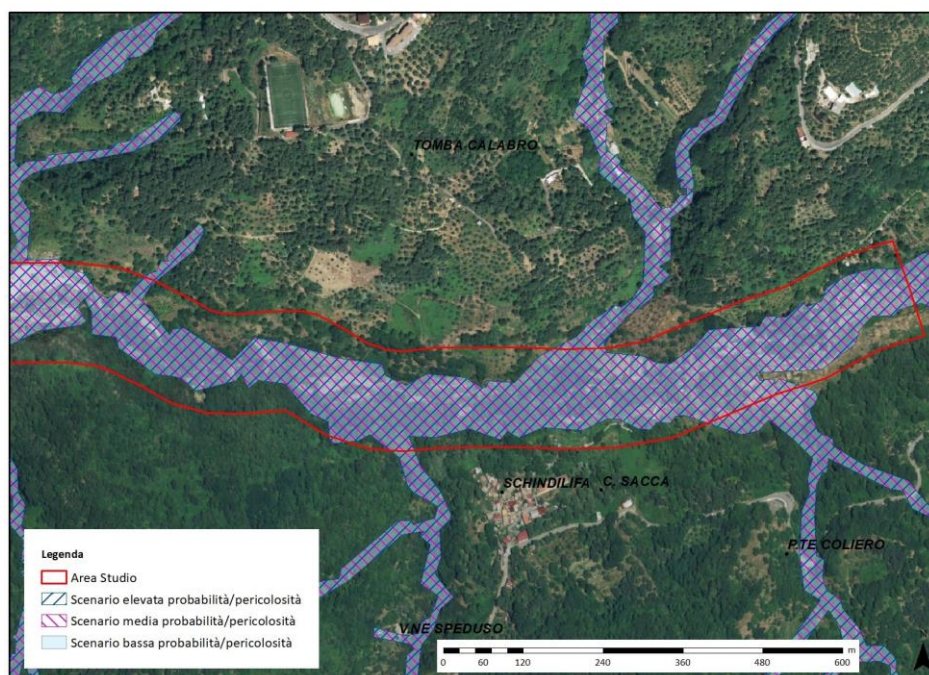 TOMBA CALABRO
SCHINDILIFA
C. SACCÀ
P.TE COLIERO
V.NE SPEDUSO
Legenda
Area Studio
Scenario elevata probabilità/pericolosità
Scenario media probabilità/pericolosità
Scenario bassa probabilità/pericolosità
m
0 60 120 240 360 480 600